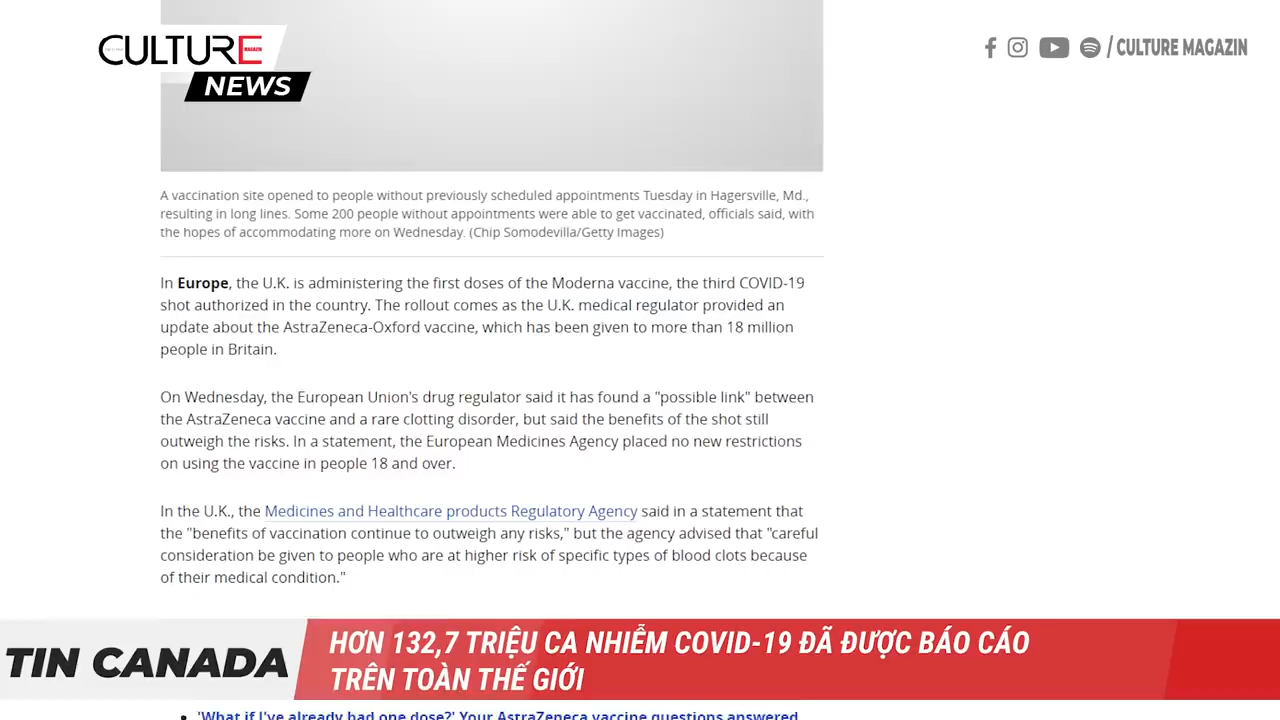 CULTURE MAGAZIN
NEWS
/ CULTURE MAGAZIN
A vaccination site opened to people without previously scheduled appointments Tuesday in Hagersville, Md.,
resulting in long lines. Some 200 people without appointments were able to get vaccinated, officials said, with
the hopes of accommodating more on Wednesday. (Chip Somodevilla/Getty Images)
In Europe, the U.K. is administering the first doses of the Moderna vaccine, the third COVID-19
shot authorized in the country. The rollout comes as the U.K. medical regulator provided an
update about the AstraZeneca-Oxford vaccine, which has been given to more than 18 million
people in Britain.
On Wednesday, the European Union's drug regulator said it has found a "possible link" between
the AstraZeneca vaccine and a rare clotting disorder, but said the benefits of the shot still
outweigh the risks. In a statement, the European Medicines Agency placed no new restrictions
on using the vaccine in people 18 and over.
In the U.K., the Medicines and Healthcare products Regulatory Agency said in a statement that
the "benefits of vaccination continue to outweigh any risks," but the agency advised that "careful
consideration be given to people who are at higher risk of specific types of blood clots because
of their medical condition."
TIN CANADA
HƠN 132,7 TRIỆU CA NHIỄM COVID-19 ĐÃ ĐƯỢC BÁO CÁO
TRÊN TOÀN THẾ GIỚI
'What if I've already had one dose?' Your AstraZeneca vaccine questions answered